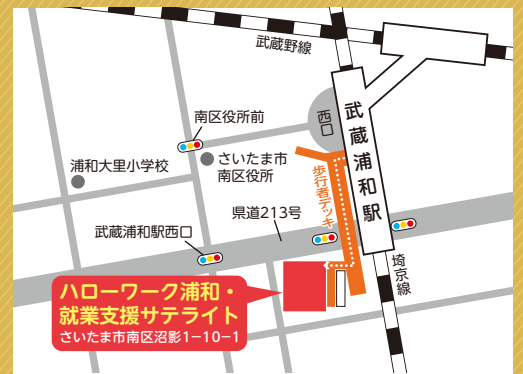 武蔵野線
南区役所前
西口
武蔵浦和駅
さいたま市
南区役所
浦和大里小学校
歩行者デッキ
県道213号
武蔵浦和駅西口
埼京線
ハローワーク浦和・
就業支援サテライト
さいたま市南区沼影1-10-1